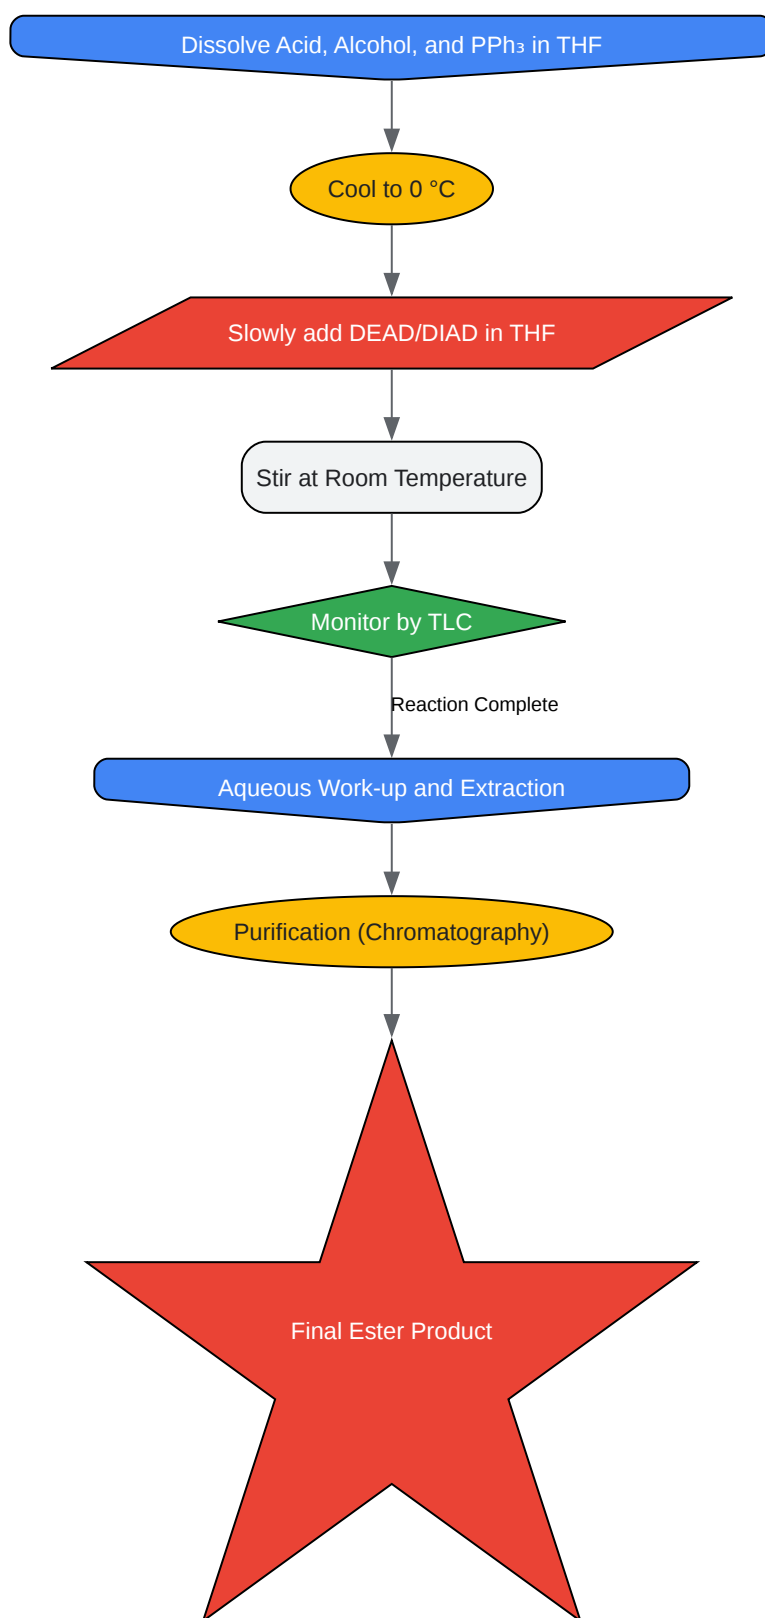 Dissolve Acid, Alcohol, and PPh₃ in THF
Cool to 0 °C
Slowly add DEAD/DIAD in THF
Stir at Room Temperature
Monitor by TLC
Reaction Complete
Aqueous Work-up and Extraction
Purification (Chromatography)
Final Ester Product